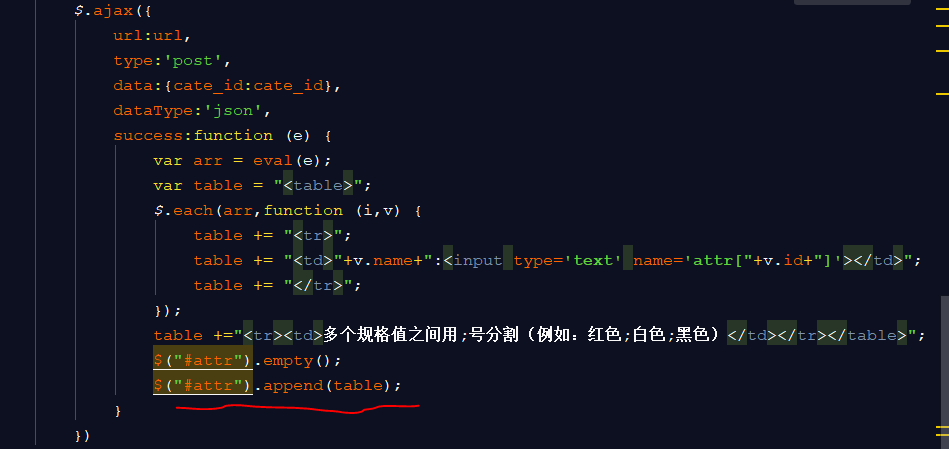 $.ajax({
url:url,
type:'post',
data:{cate_id:cate_id},
dataType:'json',
success:function (e) {
var arr = eval(e);
var table = "<table>";
$.each(arr,function (i,v) {
table += "<tr>";
table += "<td>"+v.name+":<input type='text' name='attr["+v.id+"]'></td>";
table += "</tr>";
});
table +="<tr><td>多个规格值之间用;号分割（例如：红色;白色;黑色）</td></tr></table>";
$("#attr").empty();
$("#attr").append(table);
}
})